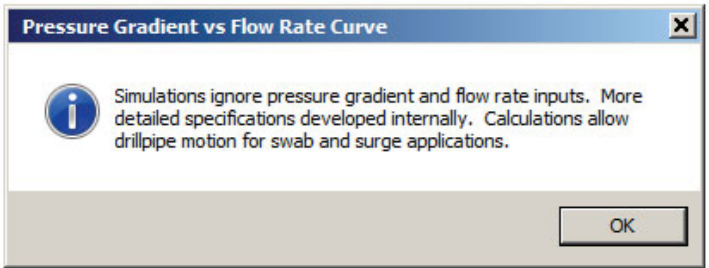 Pressure Gradient vs Flow Rate Curve
Simulations ignore pressure gradient and flow rate inputs. More
detailed specifications developed internally. Calculations allow
drillpipe motion for swab and surge applications.
OK